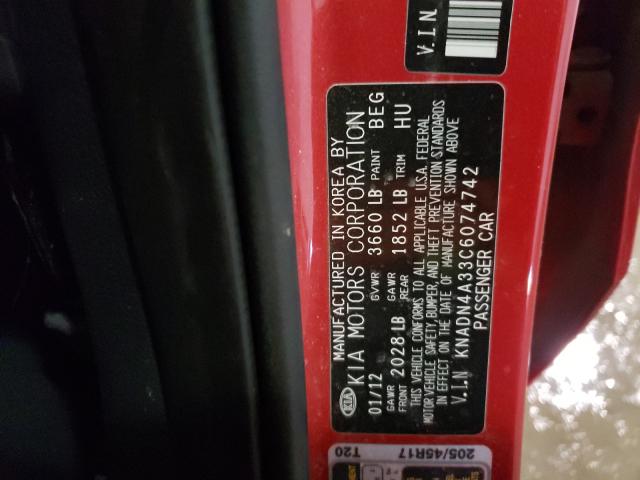 V.I.N
KIA
MANUFACTURED IN KOREA BY
KIA MOTORS CORPORATION
01/12 GVWR 3660 LB PAINT BEG
GAWR FRONT 2028 LB GAWR REAR 1852 LB TRIM HU
THIS VEHICLE CONFORMS TO ALL APPLICABLE U.S.A. FEDERAL
MOTOR VEHICLE SAFETY, BUMPER, AND THEFT PREVENTION STANDARDS
IN EFFECT ON THE DATE OF MANUFACTURE SHOWN ABOVE
V.I.N KNADN4A33C6074742
PASSENGER CAR
205/45R17
T20